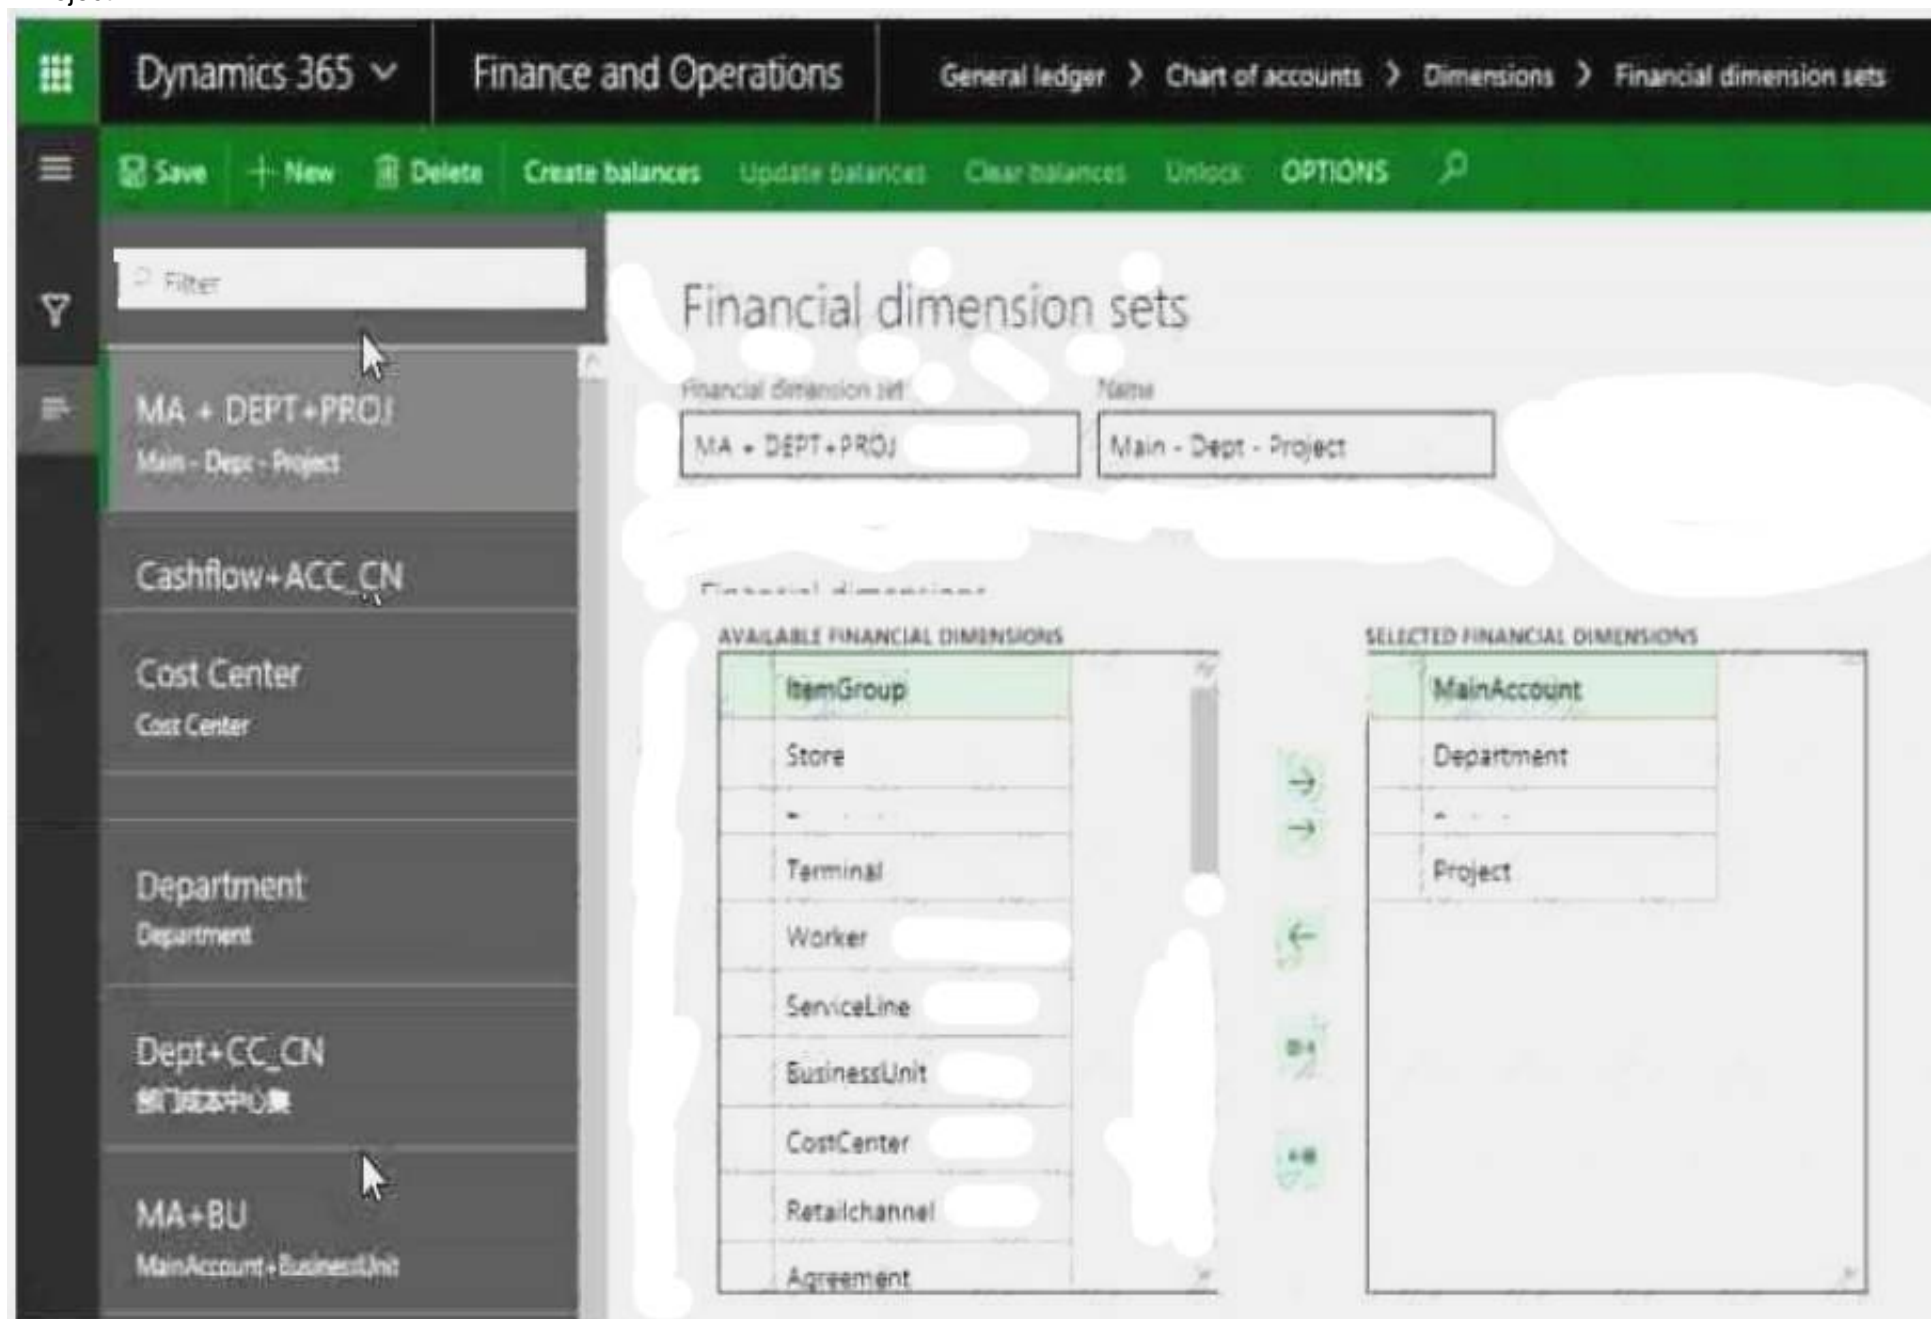 Dynamics 365
Finance and Operations
General ledger > Chart of accounts > Dimensions > Financial dimension sets
Save
New
Delete
Create balances
Update balances
Clear balances
Unlock
OPTIONS
Filter
MA + DEPT+PROJ
Main - Dept - Project
Cashflow+ACC_CN
Cost Center
Cost Center
Department
Department
Dept+CC_CN
部门成本中心集
MA+BU
MainAccount+BusinessUnit
Financial dimension sets
Financial dimension set
Name
MA + DEPT+PROJ
Main - Dept - Project
Financial dimensions
AVAILABLE FINANCIAL DIMENSIONS
ItemGroup
Store
Terminal
Worker
ServiceLine
BusinessUnit
CostCenter
Retailchannel
Agreement
SELECTED FINANCIAL DIMENSIONS
MainAccount
Department
Project